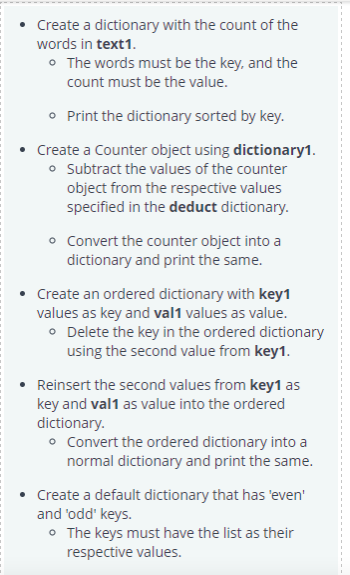 • Create a dictionary with the count of the
words in text1.
◦ The words must be the key, and the
count must be the value.
◦ Print the dictionary sorted by key.
• Create a Counter object using dictionary1.
◦ Subtract the values of the counter
object from the respective values
specified in the deduct dictionary.
◦ Convert the counter object into a
dictionary and print the same.
• Create an ordered dictionary with key1
values as key and val1 values as value.
◦ Delete the key in the ordered dictionary
using the second value from key1.
• Reinsert the second values from key1 as
key and val1 as value into the ordered
dictionary.
◦ Convert the ordered dictionary into a
normal dictionary and print the same.
• Create a default dictionary that has 'even'
and 'odd' keys.
◦ The keys must have the list as their
respective values.